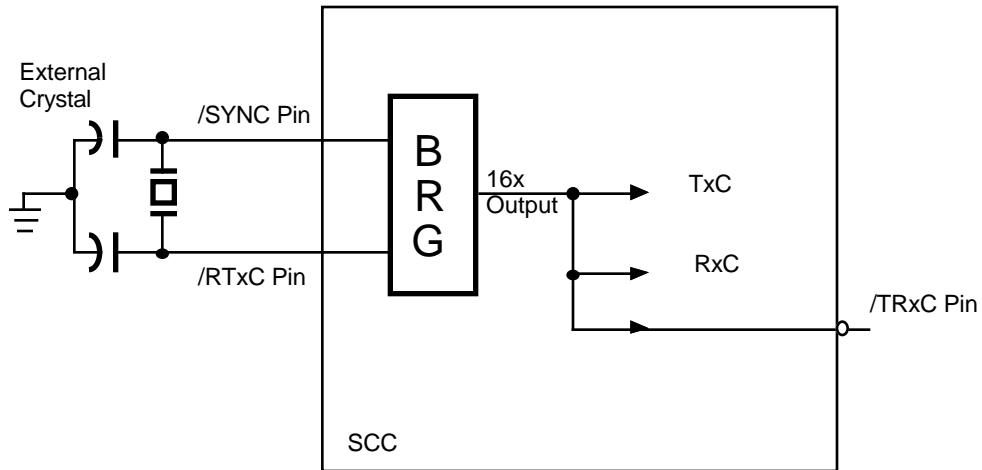 External
Crystal
/SYNC Pin
/RTxC Pin
B
R
G
16x
Output
TxC
RxC
/TRxC Pin
SCC